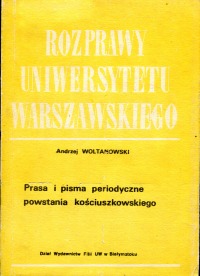 ROZPRAWY
UNIWERSYTETU
WARSZAWSKIEGO
Andrzej WOLTANOWSKI
Prasa i pisma periodyczne
powstania kościuszkowskiego
Dział Wydawnictw Filii UW w Białymstoku